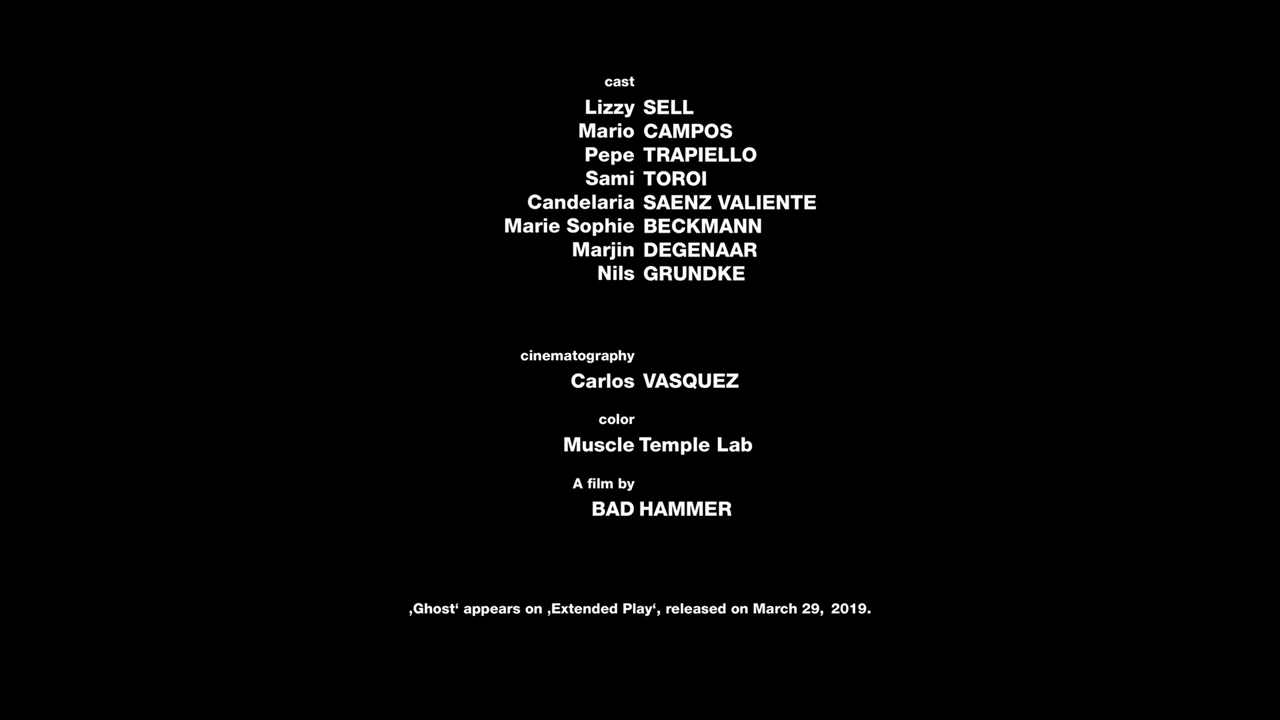 cast
Lizzy SELL
Mario CAMPOS
Pepe TRAPIELLO
Sami TOROI
Candelaria SAENZ VALIENTE
Marie Sophie BECKMANN
Marjin DEGENAAR
Nils GRUNDKE
cinematography
Carlos VASQUEZ
color
Muscle Temple Lab
A film by
BAD HAMMER
‚Ghost‘ appears on ‚Extended Play‘, released on March 29, 2019.